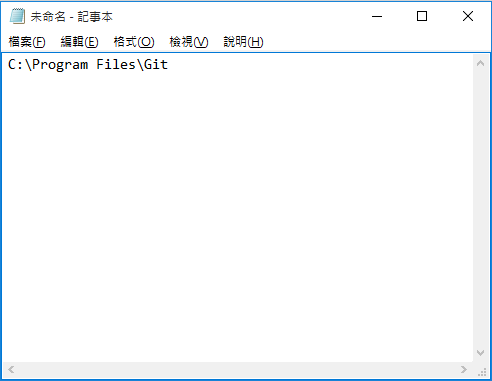 未命名 - 記事本
檔案(F) 編輯(E) 格式(O) 檢視(V) 說明(H)
C:\Program Files\Git